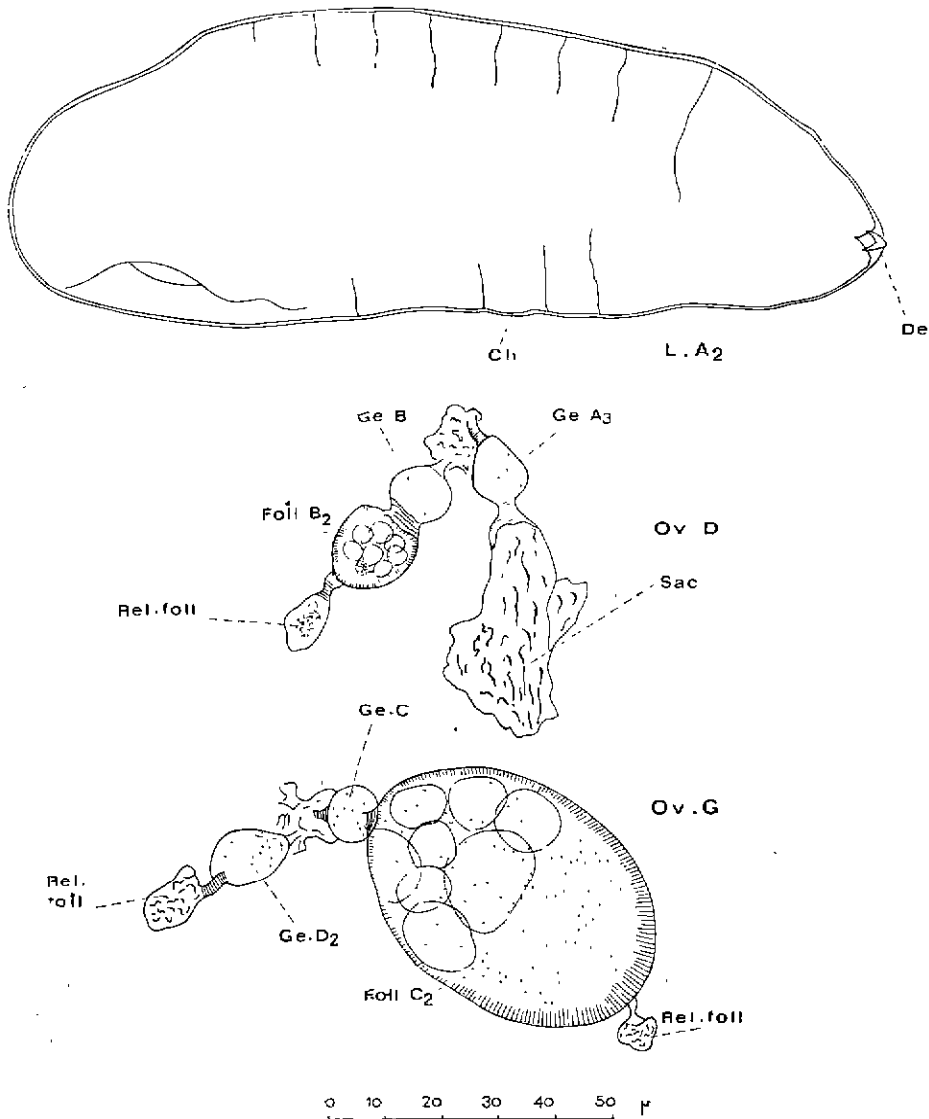 De
Ch
L.A2
Ge B
Ge A3
Foll B2
Ov D
Sac
Rel.foll
Ge.C
Ov.G
Rel.
foll
Ge.D2
Foll C2
Rel.foll
0 10 20 30 40 50 µ